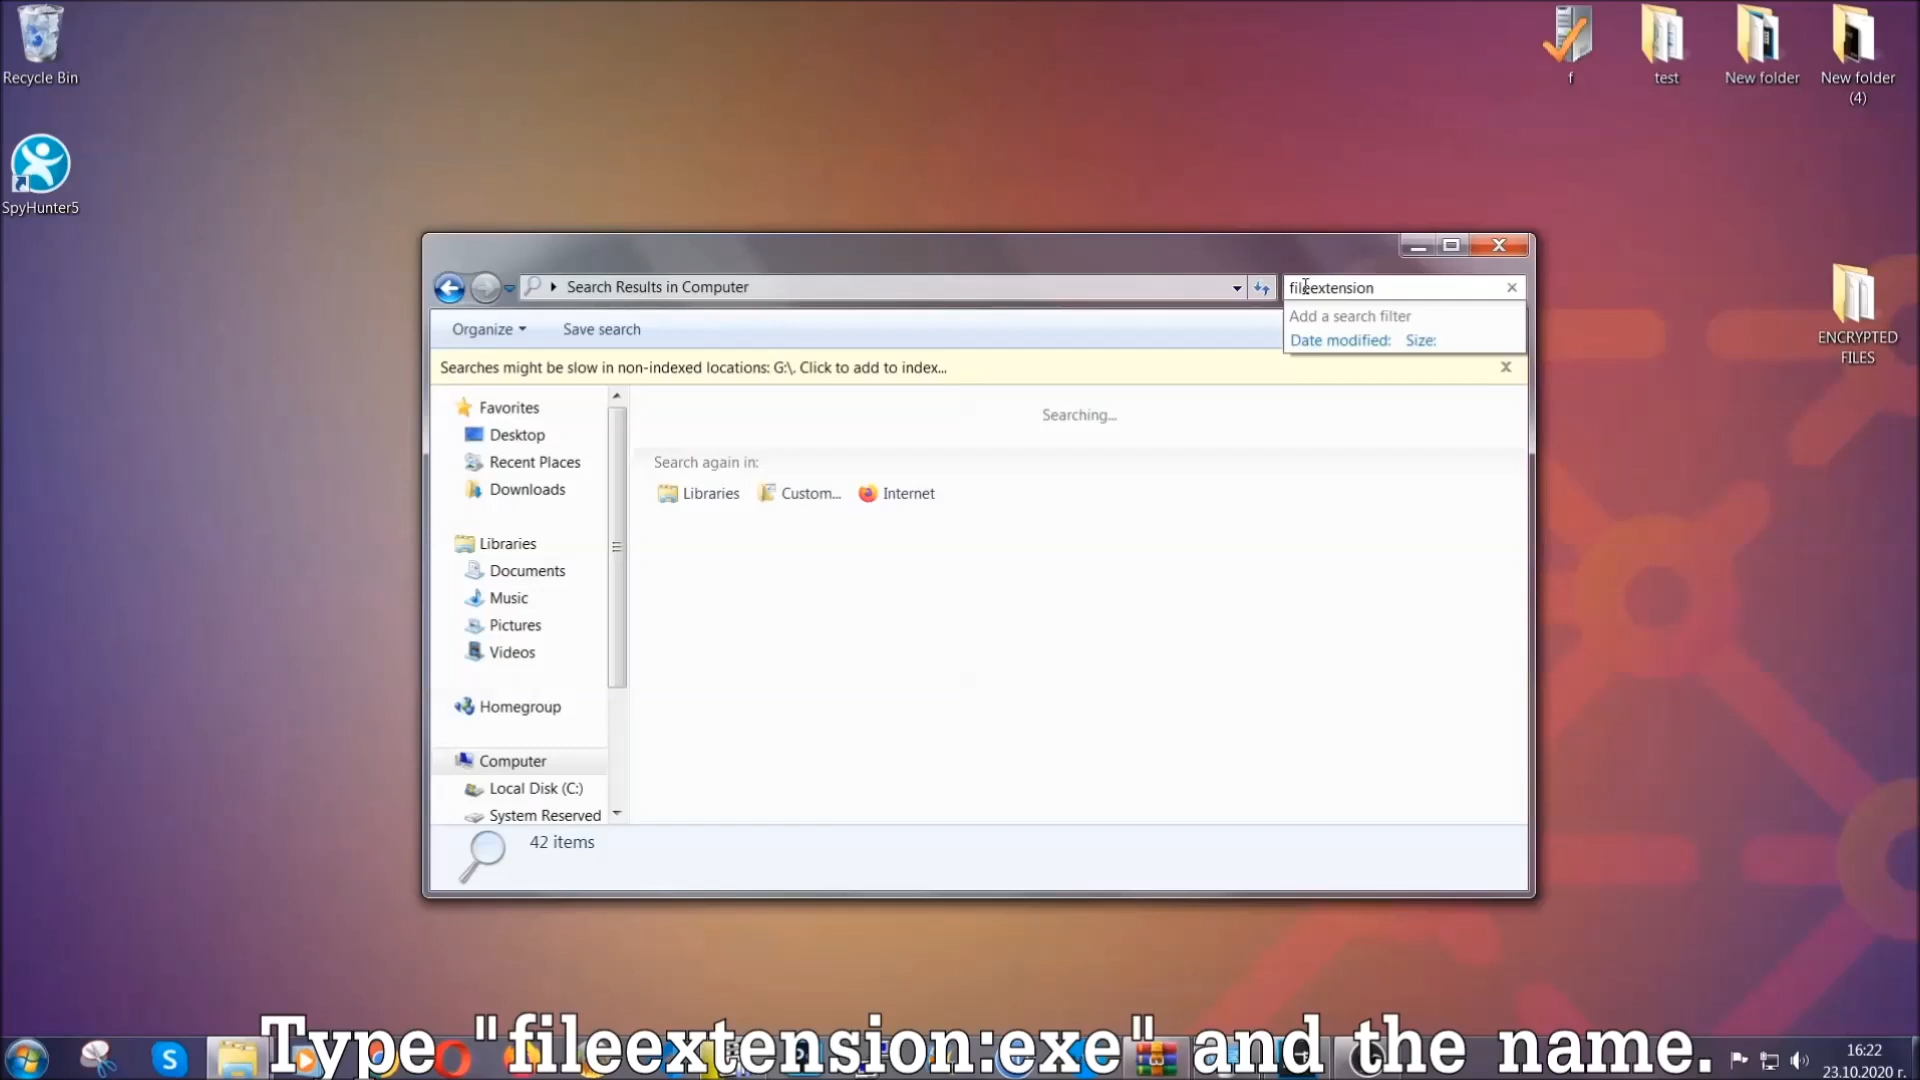 Recycle Bin
SpyHunter5
f
test
New folder
New folder
(4)
ENCRYPTED
FILES
Search Results in Computer
fileextension
Add a search filter
Date modified: Size:
Organize
Save search
Searches might be slow in non-indexed locations: G:\. Click to add to index...
Favorites
Desktop
Recent Places
Downloads
Libraries
Documents
Music
Pictures
Videos
Homegroup
Computer
Local Disk (C:)
System Reserved
Searching...
Search again in:
Libraries
Custom...
Internet
42 items
Type "fileextension:exe" and the name.
16:22
23.10.2020 г.